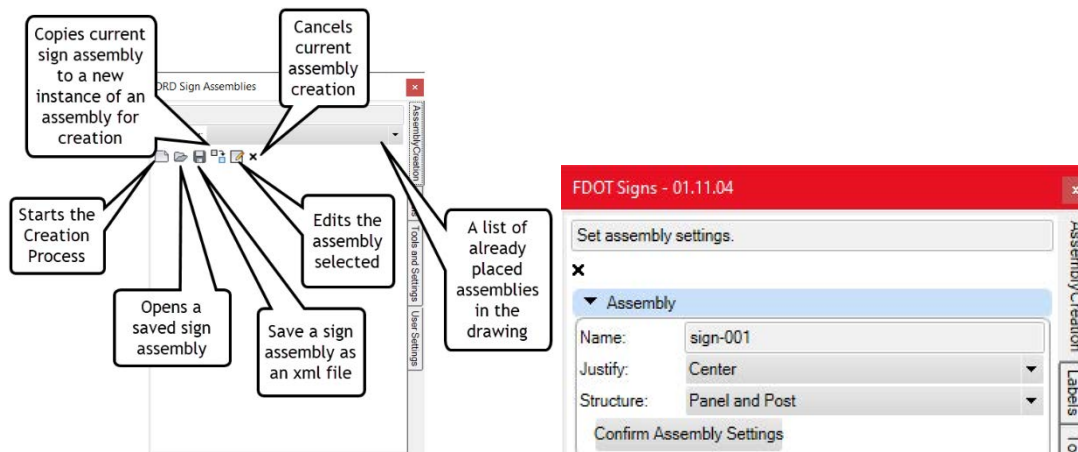 Copies current
sign assembly
to a new
instance of an
assembly for
creation
Cancels
current
assembly
creation
ORD Sign Assemblies
AssemblyCreation
Tools and Settings
User Settings
Starts the
Creation
Process
Opens a
saved sign
assembly
Save a sign
assembly as
an xml file
Edits the
assembly
selected
A list of
already
placed
assemblies
in the
drawing
FDOT Signs - 01.11.04
Set assembly settings.
Assembly
Name: sign-001
Justify: Center
Structure: Panel and Post
Confirm Assembly Settings
AssemblyCreation
Labels